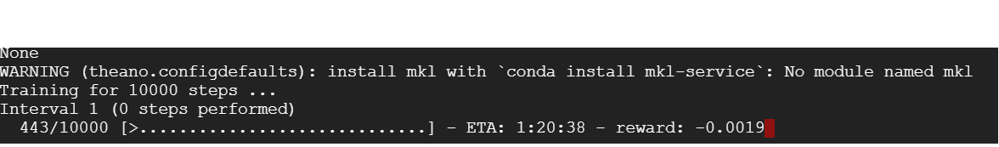 None
WARNING (theano.configdefaults): install mkl with `conda install mkl-service`: No module named mkl
Training for 10000 steps ...
Interval 1 (0 steps performed)
  443/10000 [>.............................] - ETA: 1:20:38 - reward: -0.0019